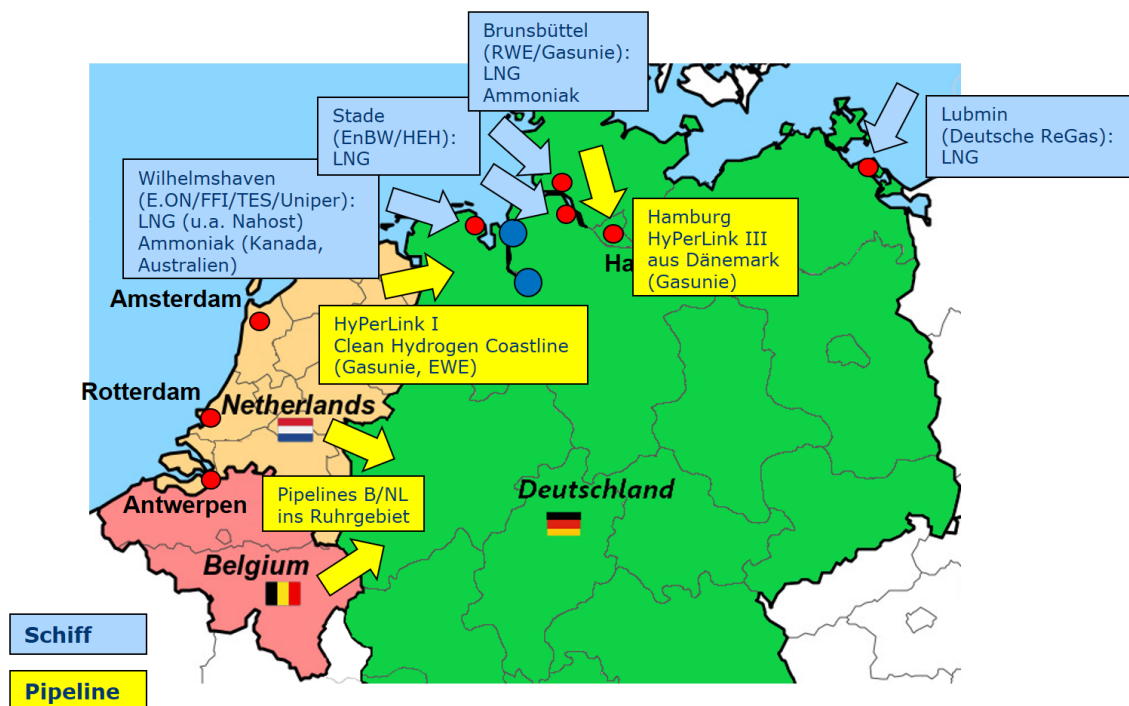 Brunsbüttel
(RWE/Gasunie):
LNG
Ammoniak
Stade
(EnBW/HEH):
LNG
Lubmin
(Deutsche ReGas):
LNG
Wilhelmshaven
(E.ON/FFI/TES/Uniper):
LNG (u.a. Nahost)
Ammoniak (Kanada,
Australien)
Hamburg
HyPerLink III
aus Dänemark
(Gasunie)
Ha
Amsterdam
HyPerLink I
Clean Hydrogen Coastline
(Gasunie, EWE)
Rotterdam
Netherlands
Antwerpen
Pipelines B/NL
ins Ruhrgebiet
Deutschland
Belgium
Schiff
Pipeline